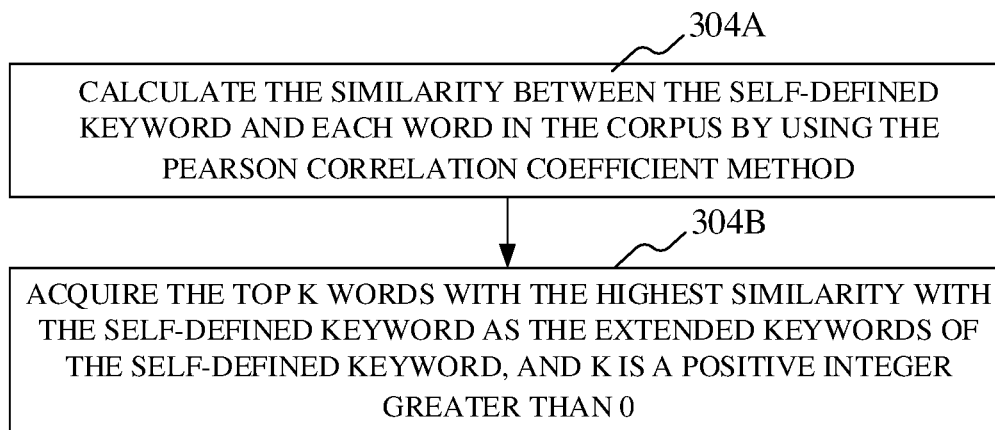 304A
CALCULATE THE SIMILARITY BETWEEN THE SELF-DEFINED
KEYWORD AND EACH WORD IN THE CORPUS BY USING THE
PEARSON CORRELATION COEFFICIENT METHOD
304B
ACQUIRE THE TOP K WORDS WITH THE HIGHEST SIMILARITY WITH
THE SELF-DEFINED KEYWORD AS THE EXTENDED KEYWORDS OF
THE SELF-DEFINED KEYWORD, AND K IS A POSITIVE INTEGER
GREATER THAN 0